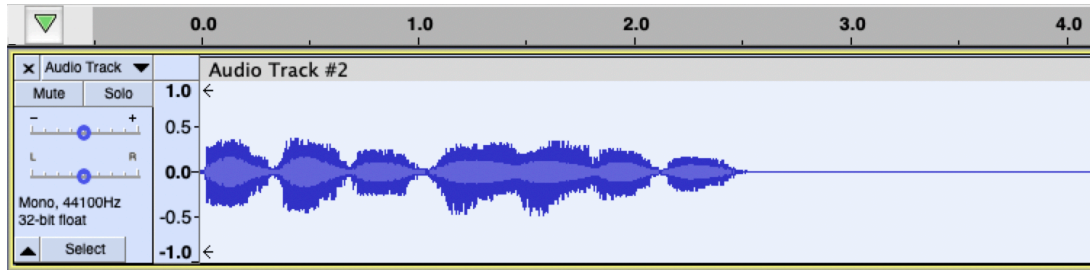 0.0 1.0 2.0 3.0 4.0
× Audio Track
Audio Track #2
Mute Solo
- +
L R
Mono, 44100Hz
32-bit float
Select
1.0
0.5
0.0
-0.5
-1.0